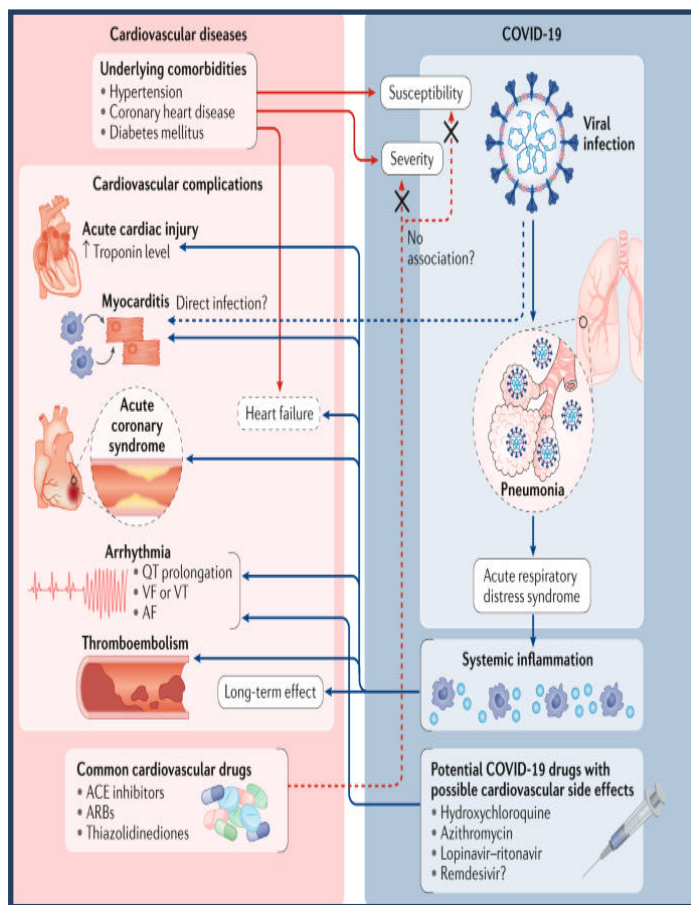 Cardiovascular diseases
COVID-19
Underlying comorbidities
• Hypertension
• Coronary heart disease
• Diabetes mellitus
Susceptibility
Severity
Viral
infection
Cardiovascular complications
Acute cardiac injury
↑ Troponin level
No
association?
Myocarditis
Direct infection?
Acute
coronary
syndrome
Heart failure
Pneumonia
Arrhythmia
• QT prolongation
• VF or VT
• AF
Acute respiratory
distress syndrome
Thromboembolism
Long-term effect
Systemic inflammation
Common cardiovascular drugs
• ACE inhibitors
• ARBs
• Thiazolidinediones
Potential COVID-19 drugs with
possible cardiovascular side effects
• Hydroxychloroquine
• Azithromycin
• Lopinavir–ritonavir
• Remdesivir?